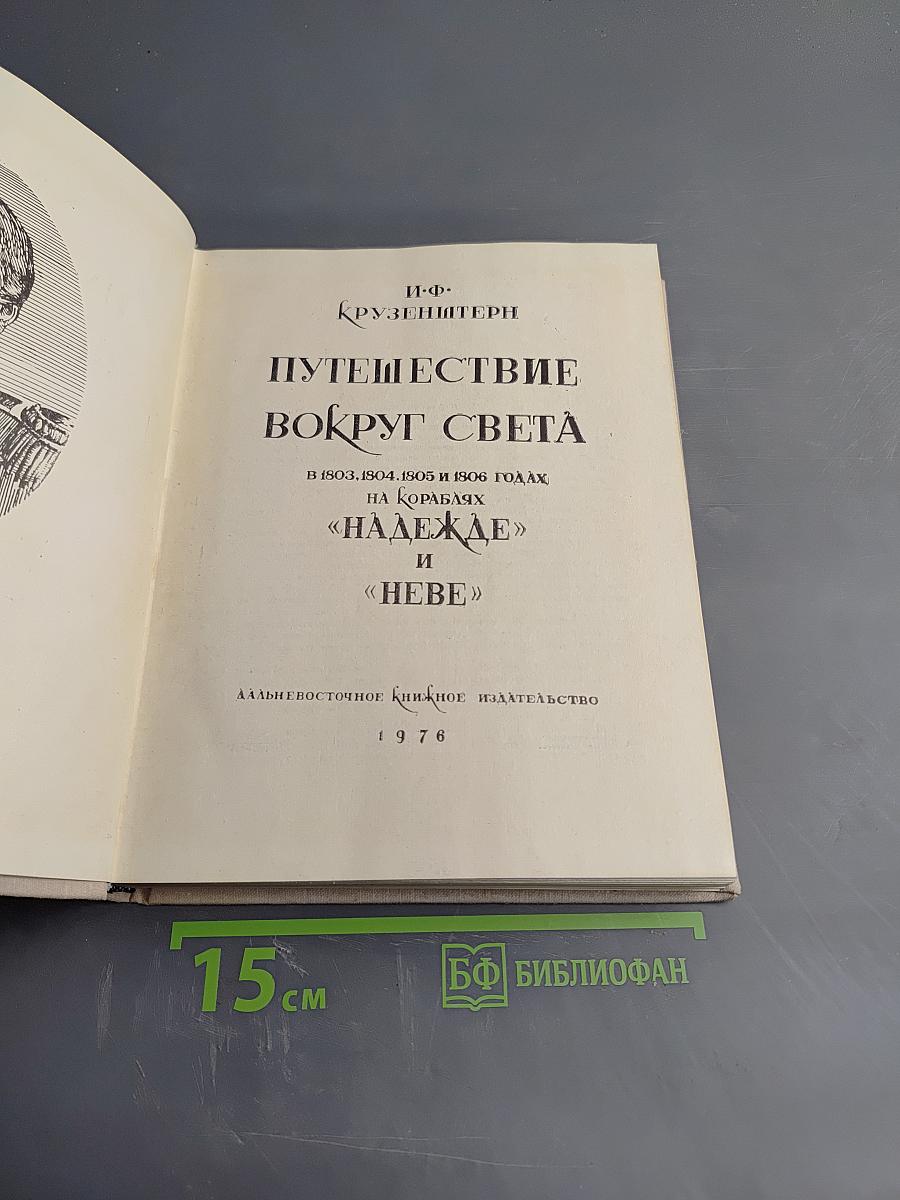 И·Ф·
КРУЗЕНШТЕРН
ПУТЕШЕСТВИЕ
ВОКРУГ СВЕТА
В 1803, 1804, 1805 И 1806 ГОДАХ
НА КОРАБЛЯХ
«НАДЕЖДЕ»
И
«НЕВЕ»
ДАЛЬНЕВОСТОЧНОЕ КНИЖНОЕ ИЗДАТЕЛЬСТВО
1976
15 см
БФ БИБЛИОФАН